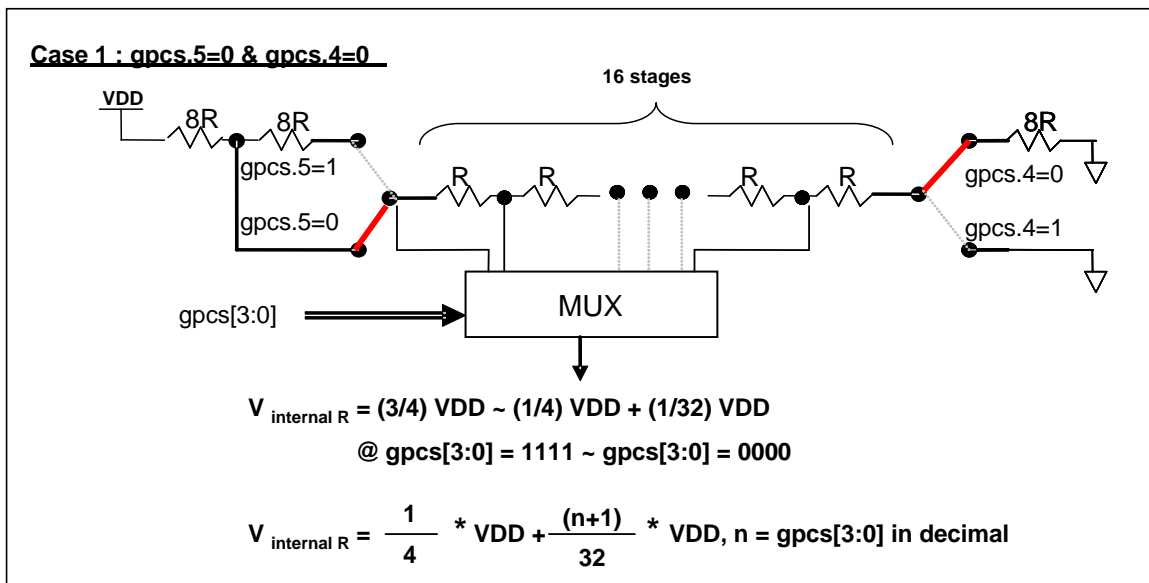 Case 1 : gpcs.5=0 & gpcs.4=0
16 stages
VDD
8R
8R
8R
gpcs.5=1
gpcs.4=0
R
R
R
R
gpcs.5=0
gpcs.4=1
gpcs[3:0]
MUX
V internal R = (3/4) VDD ~ (1/4) VDD + (1/32) VDD
@ gpcs[3:0] = 1111 ~ gpcs[3:0] = 0000
V internal R = 1/4 * VDD + (n+1)/32 * VDD, n = gpcs[3:0] in decimal